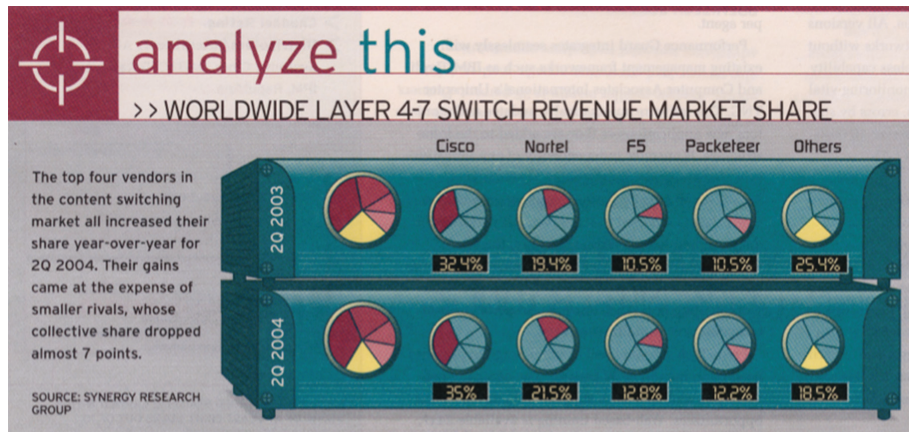 analyze this
>> WORLDWIDE LAYER 4-7 SWITCH REVENUE MARKET SHARE
The top four vendors in
the content switching
market all increased their
share year-over-year for
2Q 2004. Their gains
came at the expense of
smaller rivals, whose
collective share dropped
almost 7 points.
SOURCE: SYNERGY RESEARCH
GROUP
Cisco Nortel F5 Packeteer Others
2Q 2003
32.4% 19.4% 10.5% 10.5% 25.4%
2Q 2004
35% 21.5% 12.8% 12.2% 18.5%